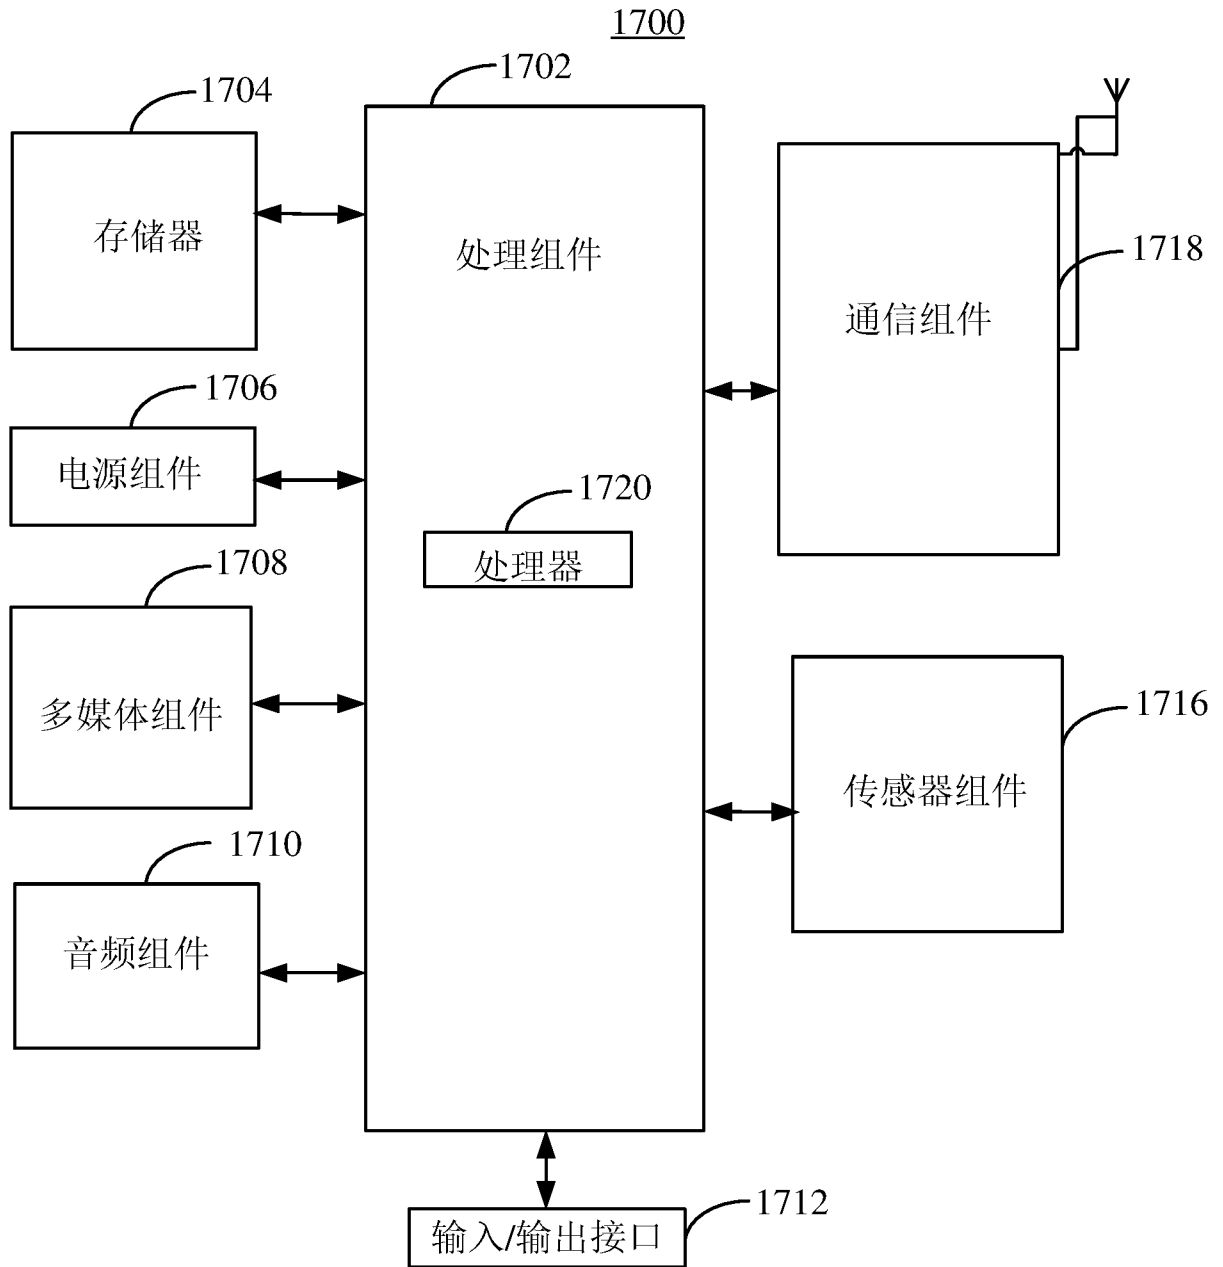 1700
1702
1704
存储器
处理组件
1718
通信组件
1706
电源组件
1720
处理器
1708
多媒体组件
1716
传感器组件
1710
音频组件
1712
输入/输出接口